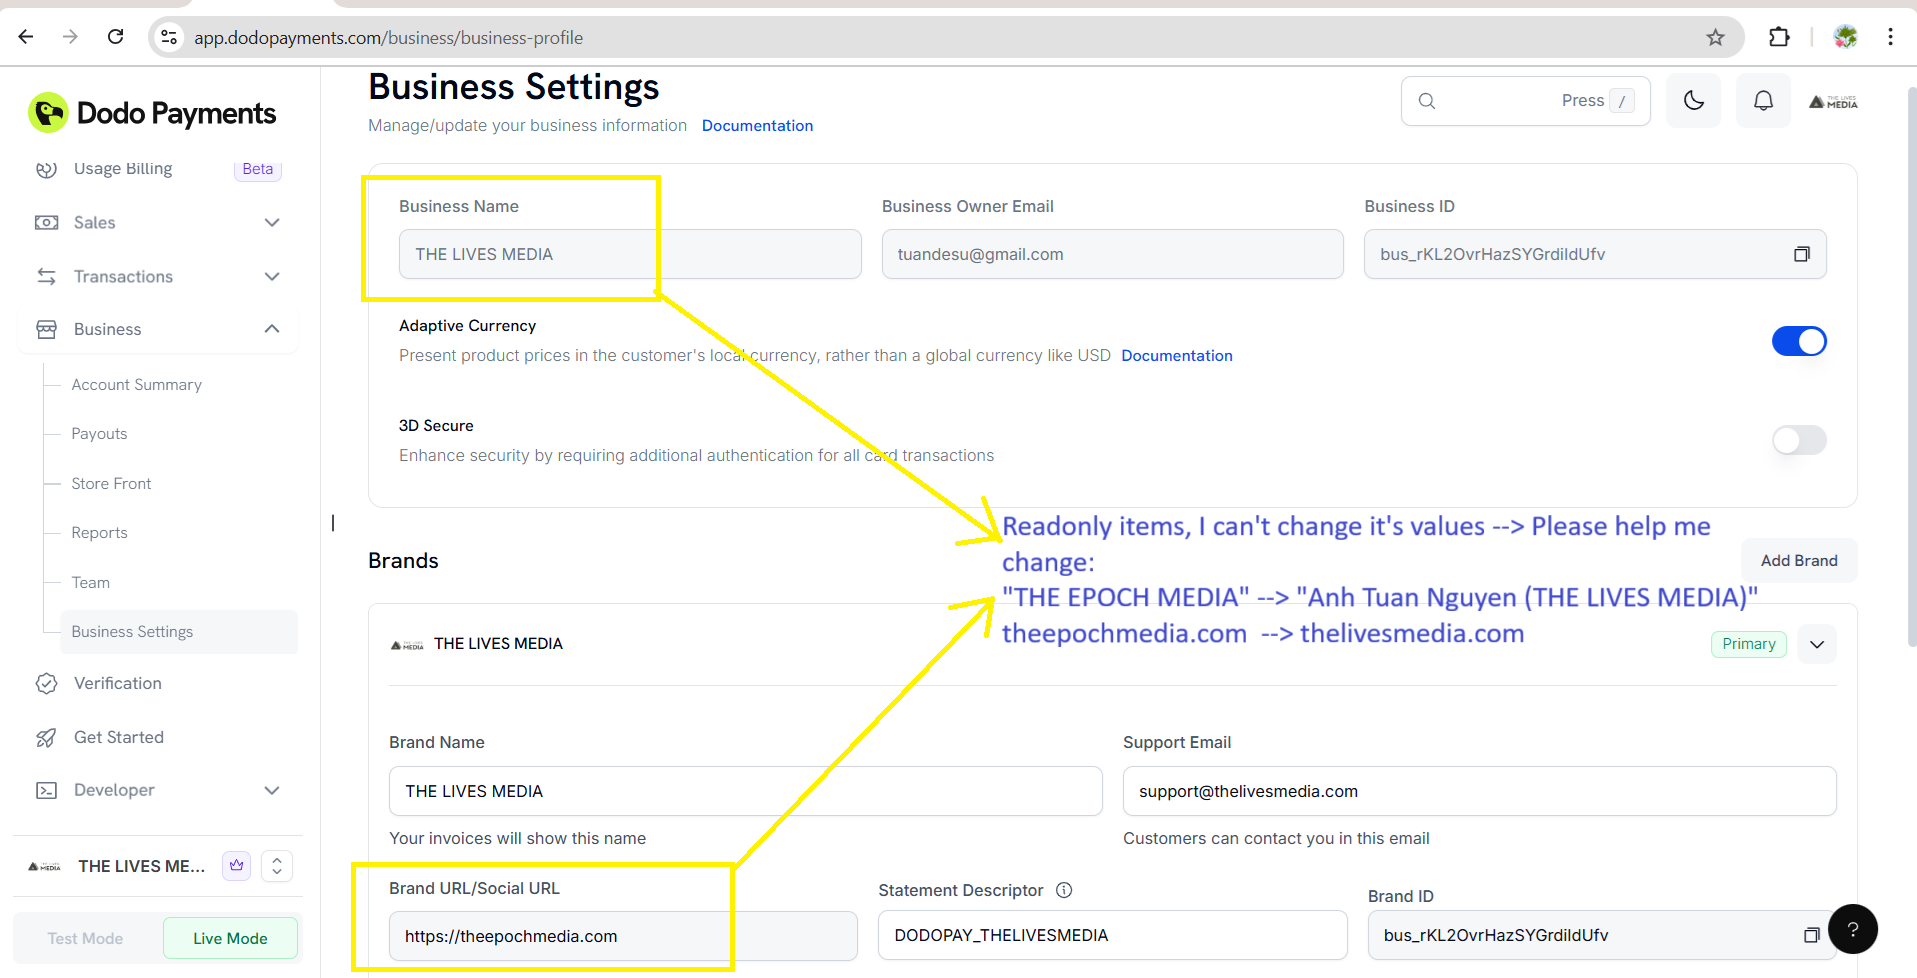 app.dodopayments.com/business/business-profile
Dodo Payments
Usage Billing
Beta
Sales
Transactions
Business
Account Summary
Payouts
Store Front
Reports
Team
Business Settings
Verification
Get Started
Developer
THE LIVES ME...
Test Mode
Live Mode
Business Settings
Manage/update your business information Documentation
Press /
THE LIVES
MEDIA
Business Name
THE LIVES MEDIA
Business Owner Email
tuandesu@gmail.com
Business ID
bus_rKL2OvrHazSYGrdiIdUfv
Adaptive Currency
Present product prices in the customer's local currency, rather than a global currency like USD Documentation
3D Secure
Enhance security by requiring additional authentication for all card transactions
Readonly items, I can't change it's values --> Please help me
change:
"THE EPOCH MEDIA" --> "Anh Tuan Nguyen (THE LIVES MEDIA)"
theepochmedia.com --> thelivesmedia.com
Brands
Add Brand
MEDIA
THE LIVES MEDIA
Primary
Brand Name
THE LIVES MEDIA
Your invoices will show this name
Support Email
support@thelivesmedia.com
Customers can contact you in this email
Brand URL/Social URL
https://theepochmedia.com
Statement Descriptor
DODOPAY_THELIVESMEDIA
Brand ID
bus_rKL2OvrHazSYGrdiIdUfv
?